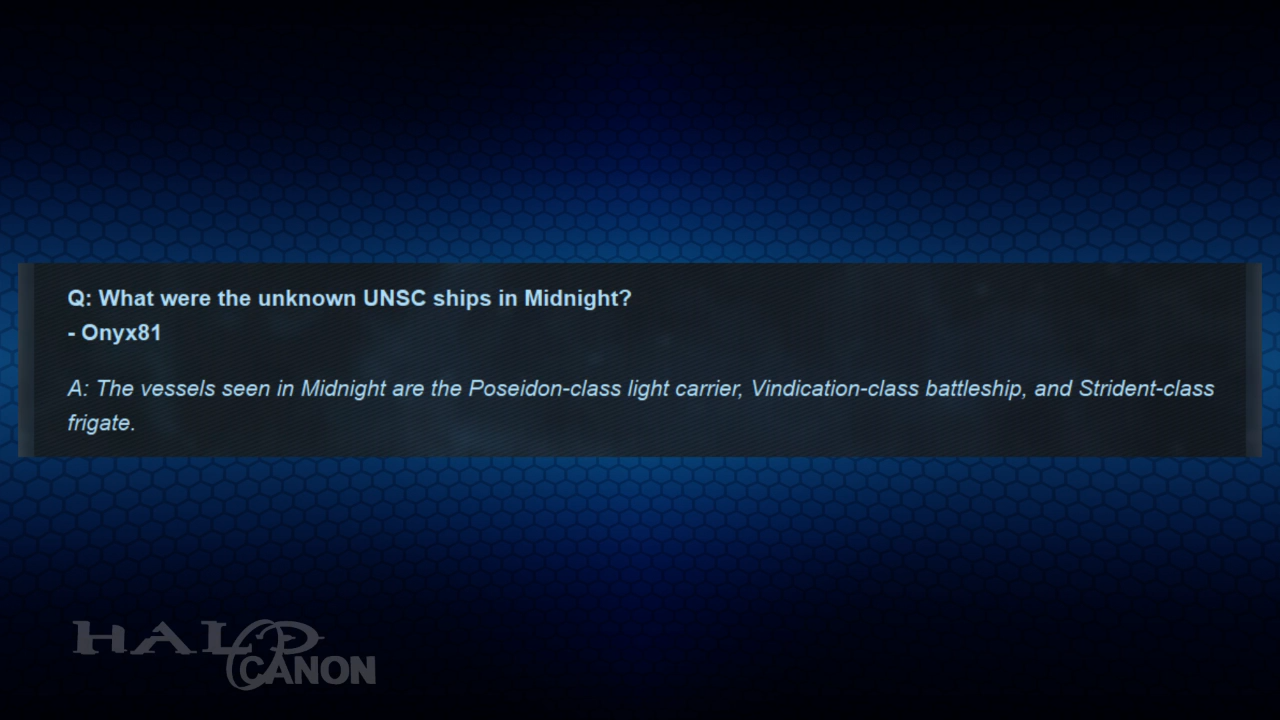 Q: What were the unknown UNSC ships in Midnight?
- Onyx81
A: The vessels seen in Midnight are the Poseidon-class light carrier, Vindication-class battleship, and Strident-class
frigate.
HALO
CANON